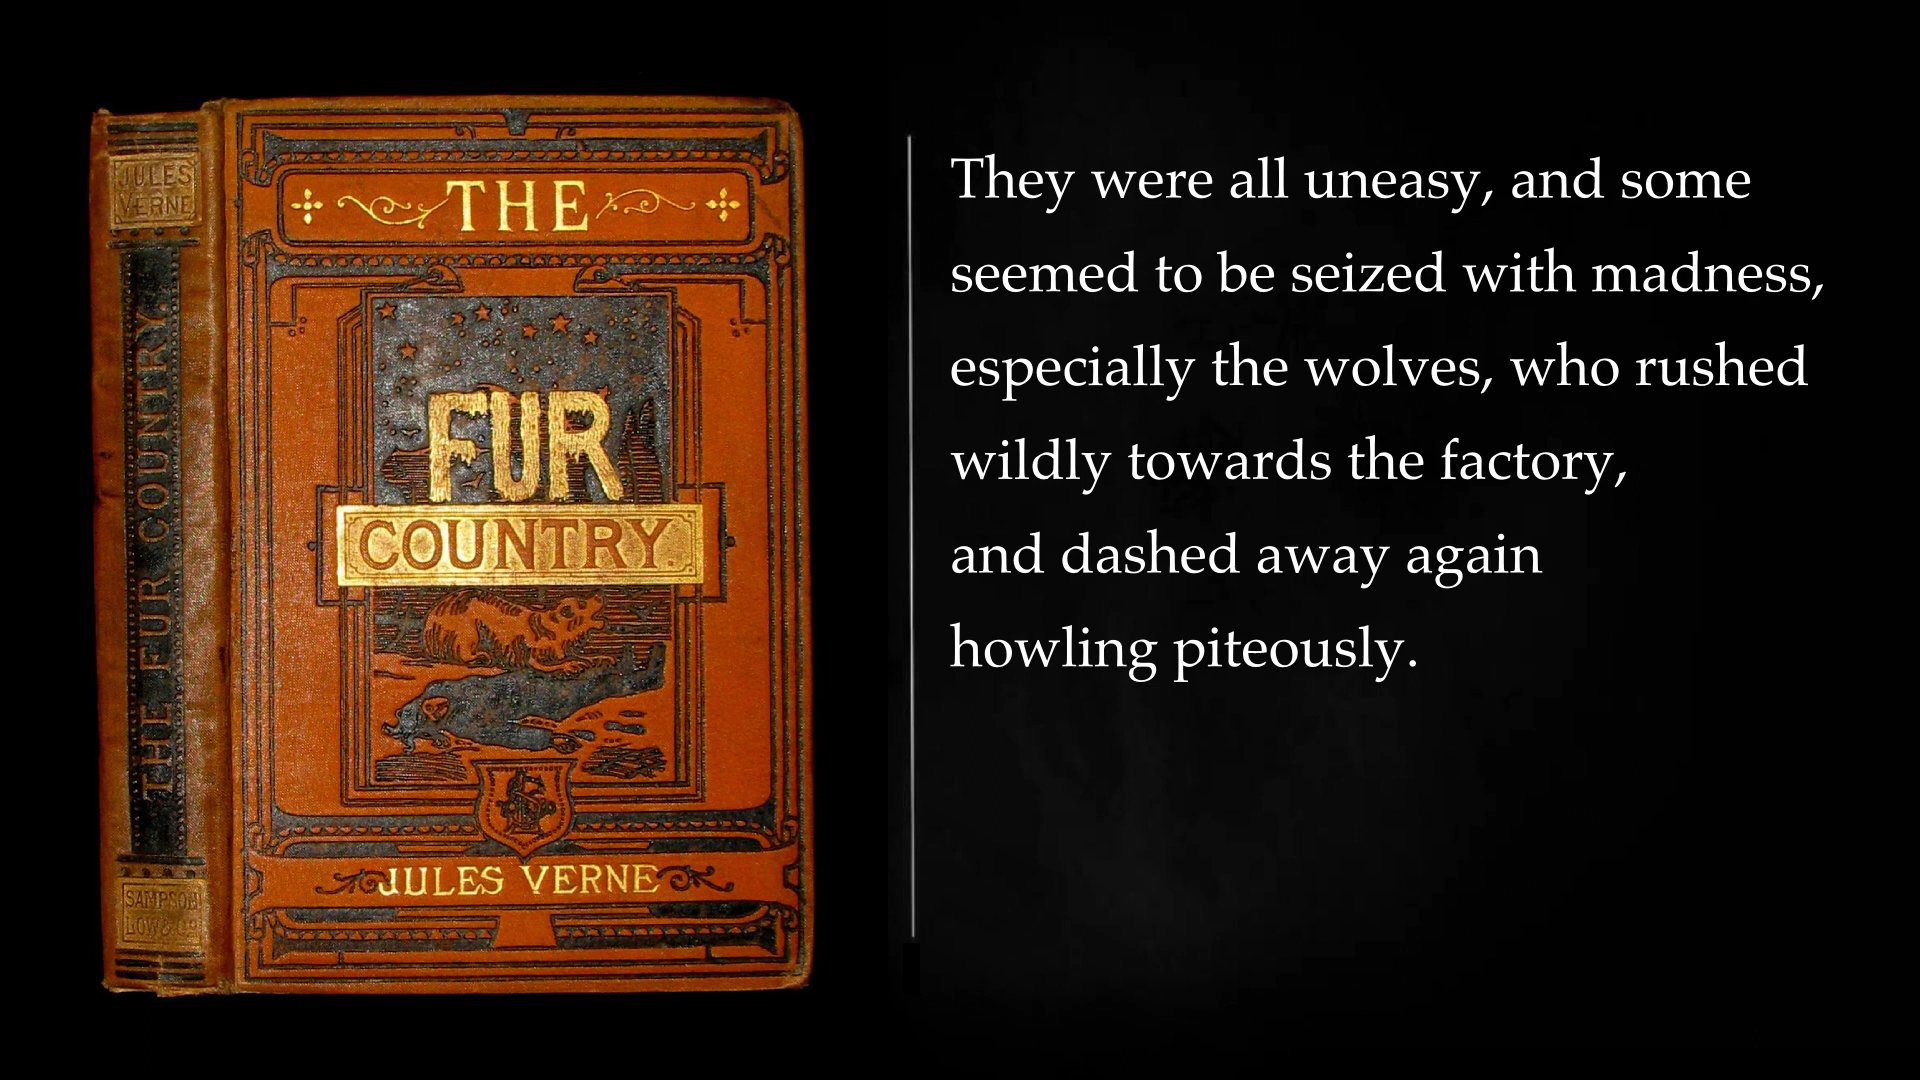 JULES
VERNE
THE FUR COUNTRY.
SAMPSON
LOW & Co
THE
FUR
COUNTRY.
JULES VERNE
They were all uneasy, and some
seemed to be seized with madness,
especially the wolves, who rushed
wildly towards the factory,
and dashed away again
howling piteously.